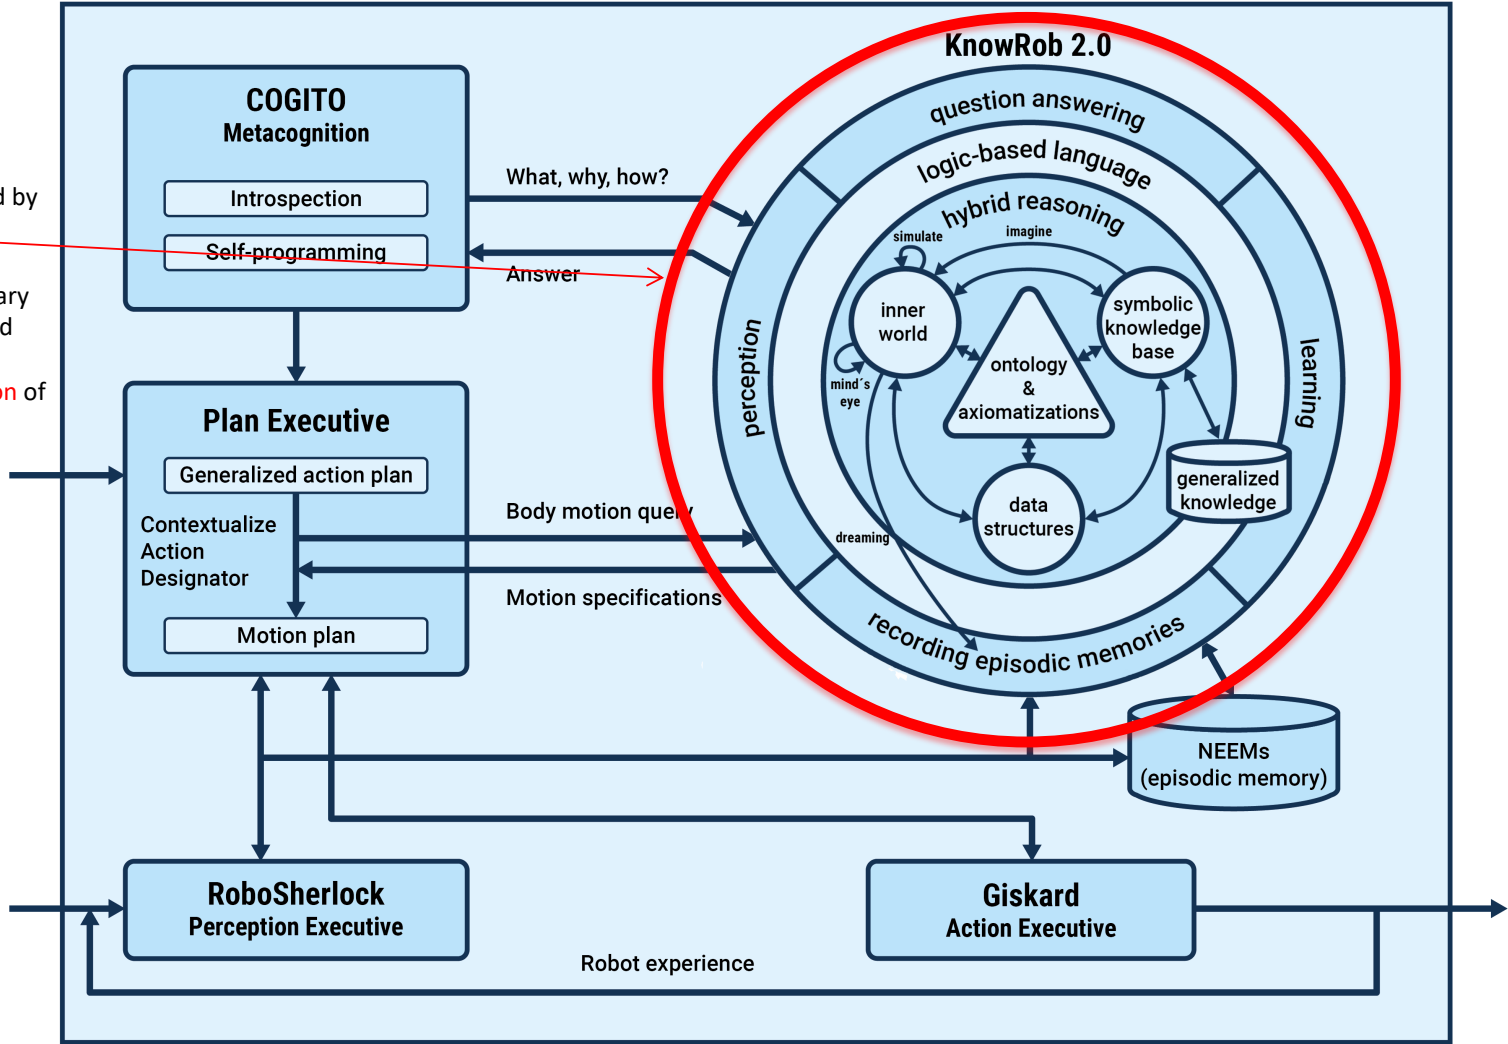 d by
ary
d
on of
COGITO
Metacognition
Introspection
Self-programming
What, why, how?
Answer
Plan Executive
Generalized action plan
Contextualize
Action
Designator
Motion plan
Body motion query
Motion specifications
KnowRob 2.0
question answering
logic-based language
hybrid reasoning
perception
learning
recording episodic memories
simulate
imagine
inner
world
symbolic
knowledge
base
mind´s
eye
ontology
&
axiomatizations
data
structures
generalized
knowledge
dreaming
NEEMs
(episodic memory)
RoboSherlock
Perception Executive
Giskard
Action Executive
Robot experience